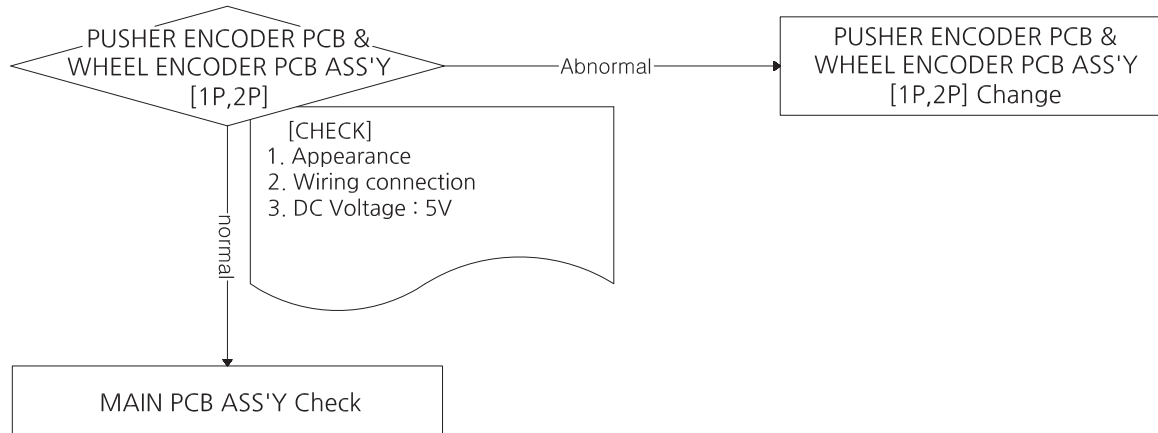 PUSHER ENCODER PCB &
WHEEL ENCODER PCB ASS'Y
[1P,2P]
Abnormal
PUSHER ENCODER PCB &
WHEEL ENCODER PCB ASS'Y
[1P,2P] Change
[CHECK]
1. Appearance
2. Wiring connection
3. DC Voltage : 5V
normal
MAIN PCB ASS'Y Check